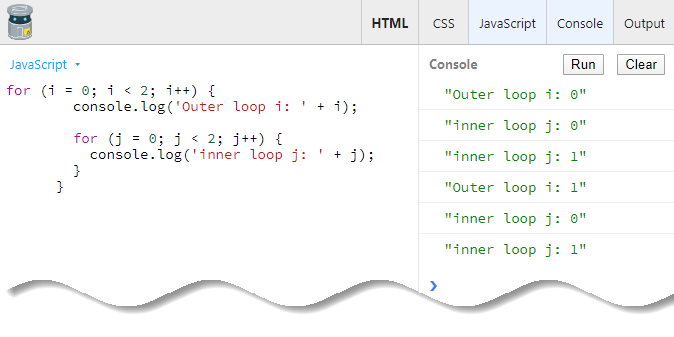 HTML CSS JavaScript Console Output
JavaScript
for (i = 0; i < 2; i++) {
console.log('Outer loop i: ' + i);
for (j = 0; j < 2; j++) {
console.log('inner loop j: ' + j);
}
}
Console Run Clear
"Outer loop i: 0"
"inner loop j: 0"
"inner loop j: 1"
"Outer loop i: 1"
"inner loop j: 0"
"inner loop j: 1"